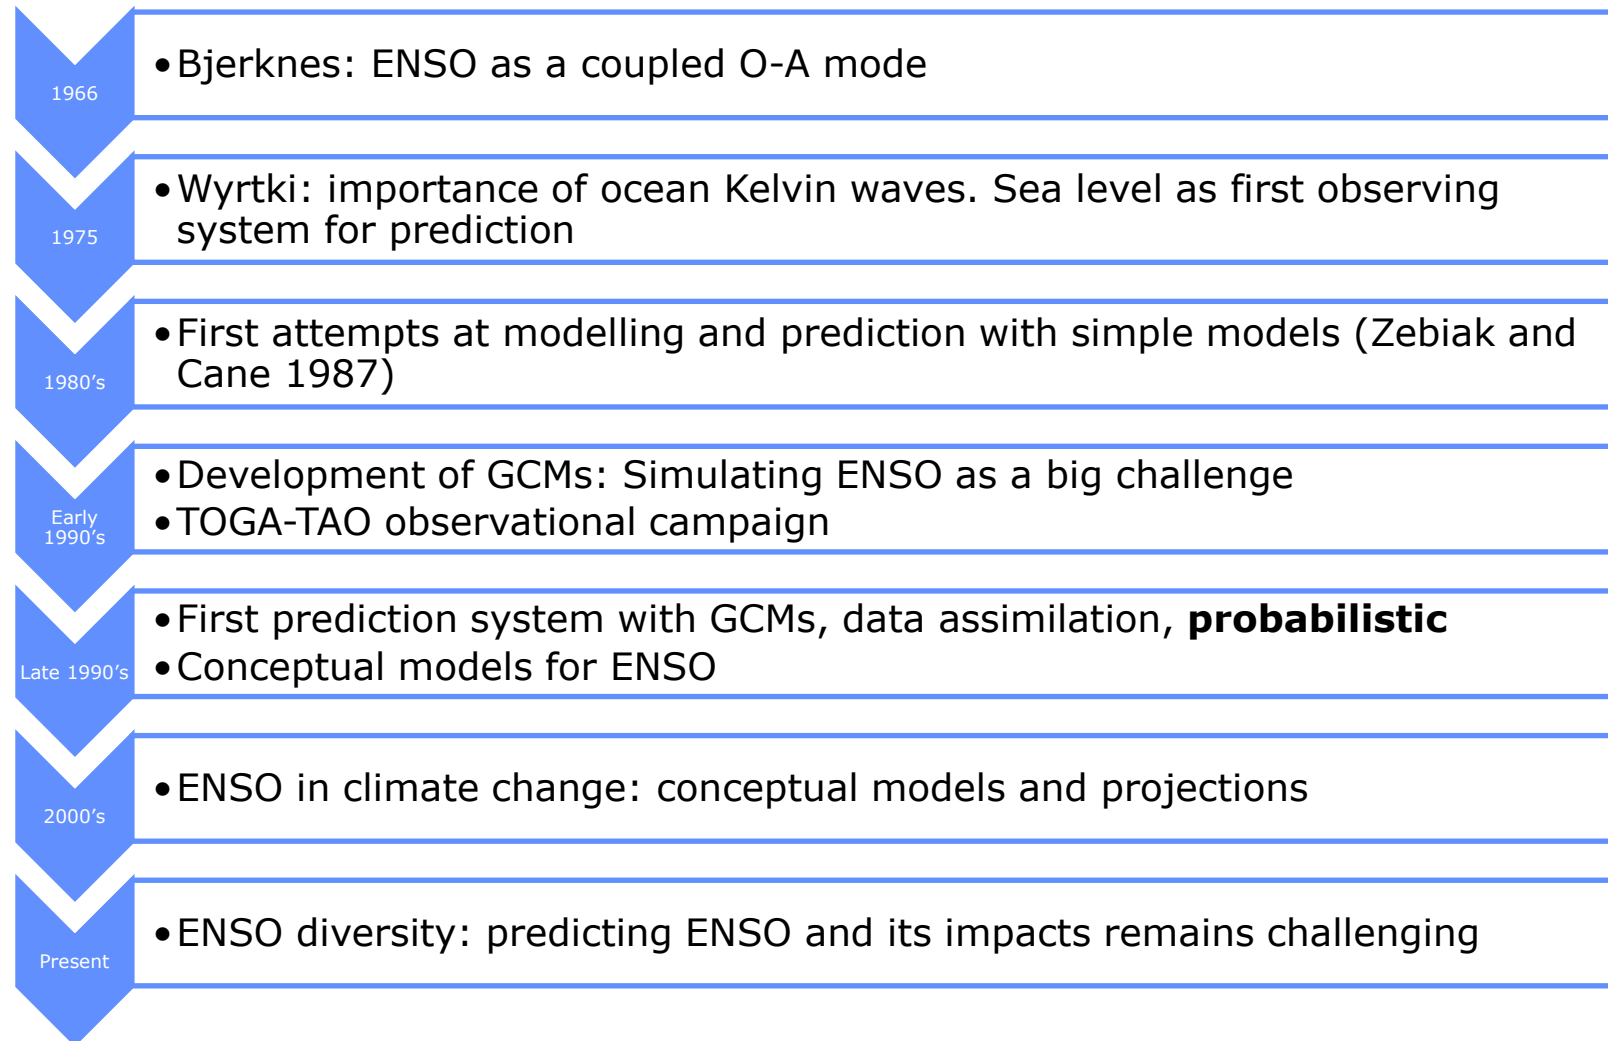 1966
•Bjerknes: ENSO as a coupled O-A mode
1975
•Wyrtki: importance of ocean Kelvin waves. Sea level as first observing
system for prediction
1980’s
•First attempts at modelling and prediction with simple models (Zebiak and
Cane 1987)
Early
1990’s
•Development of GCMs: Simulating ENSO as a big challenge
•TOGA-TAO observational campaign
Late 1990’s
•First prediction system with GCMs, data assimilation, probabilistic
•Conceptual models for ENSO
2000’s
•ENSO in climate change: conceptual models and projections
Present
•ENSO diversity: predicting ENSO and its impacts remains challenging